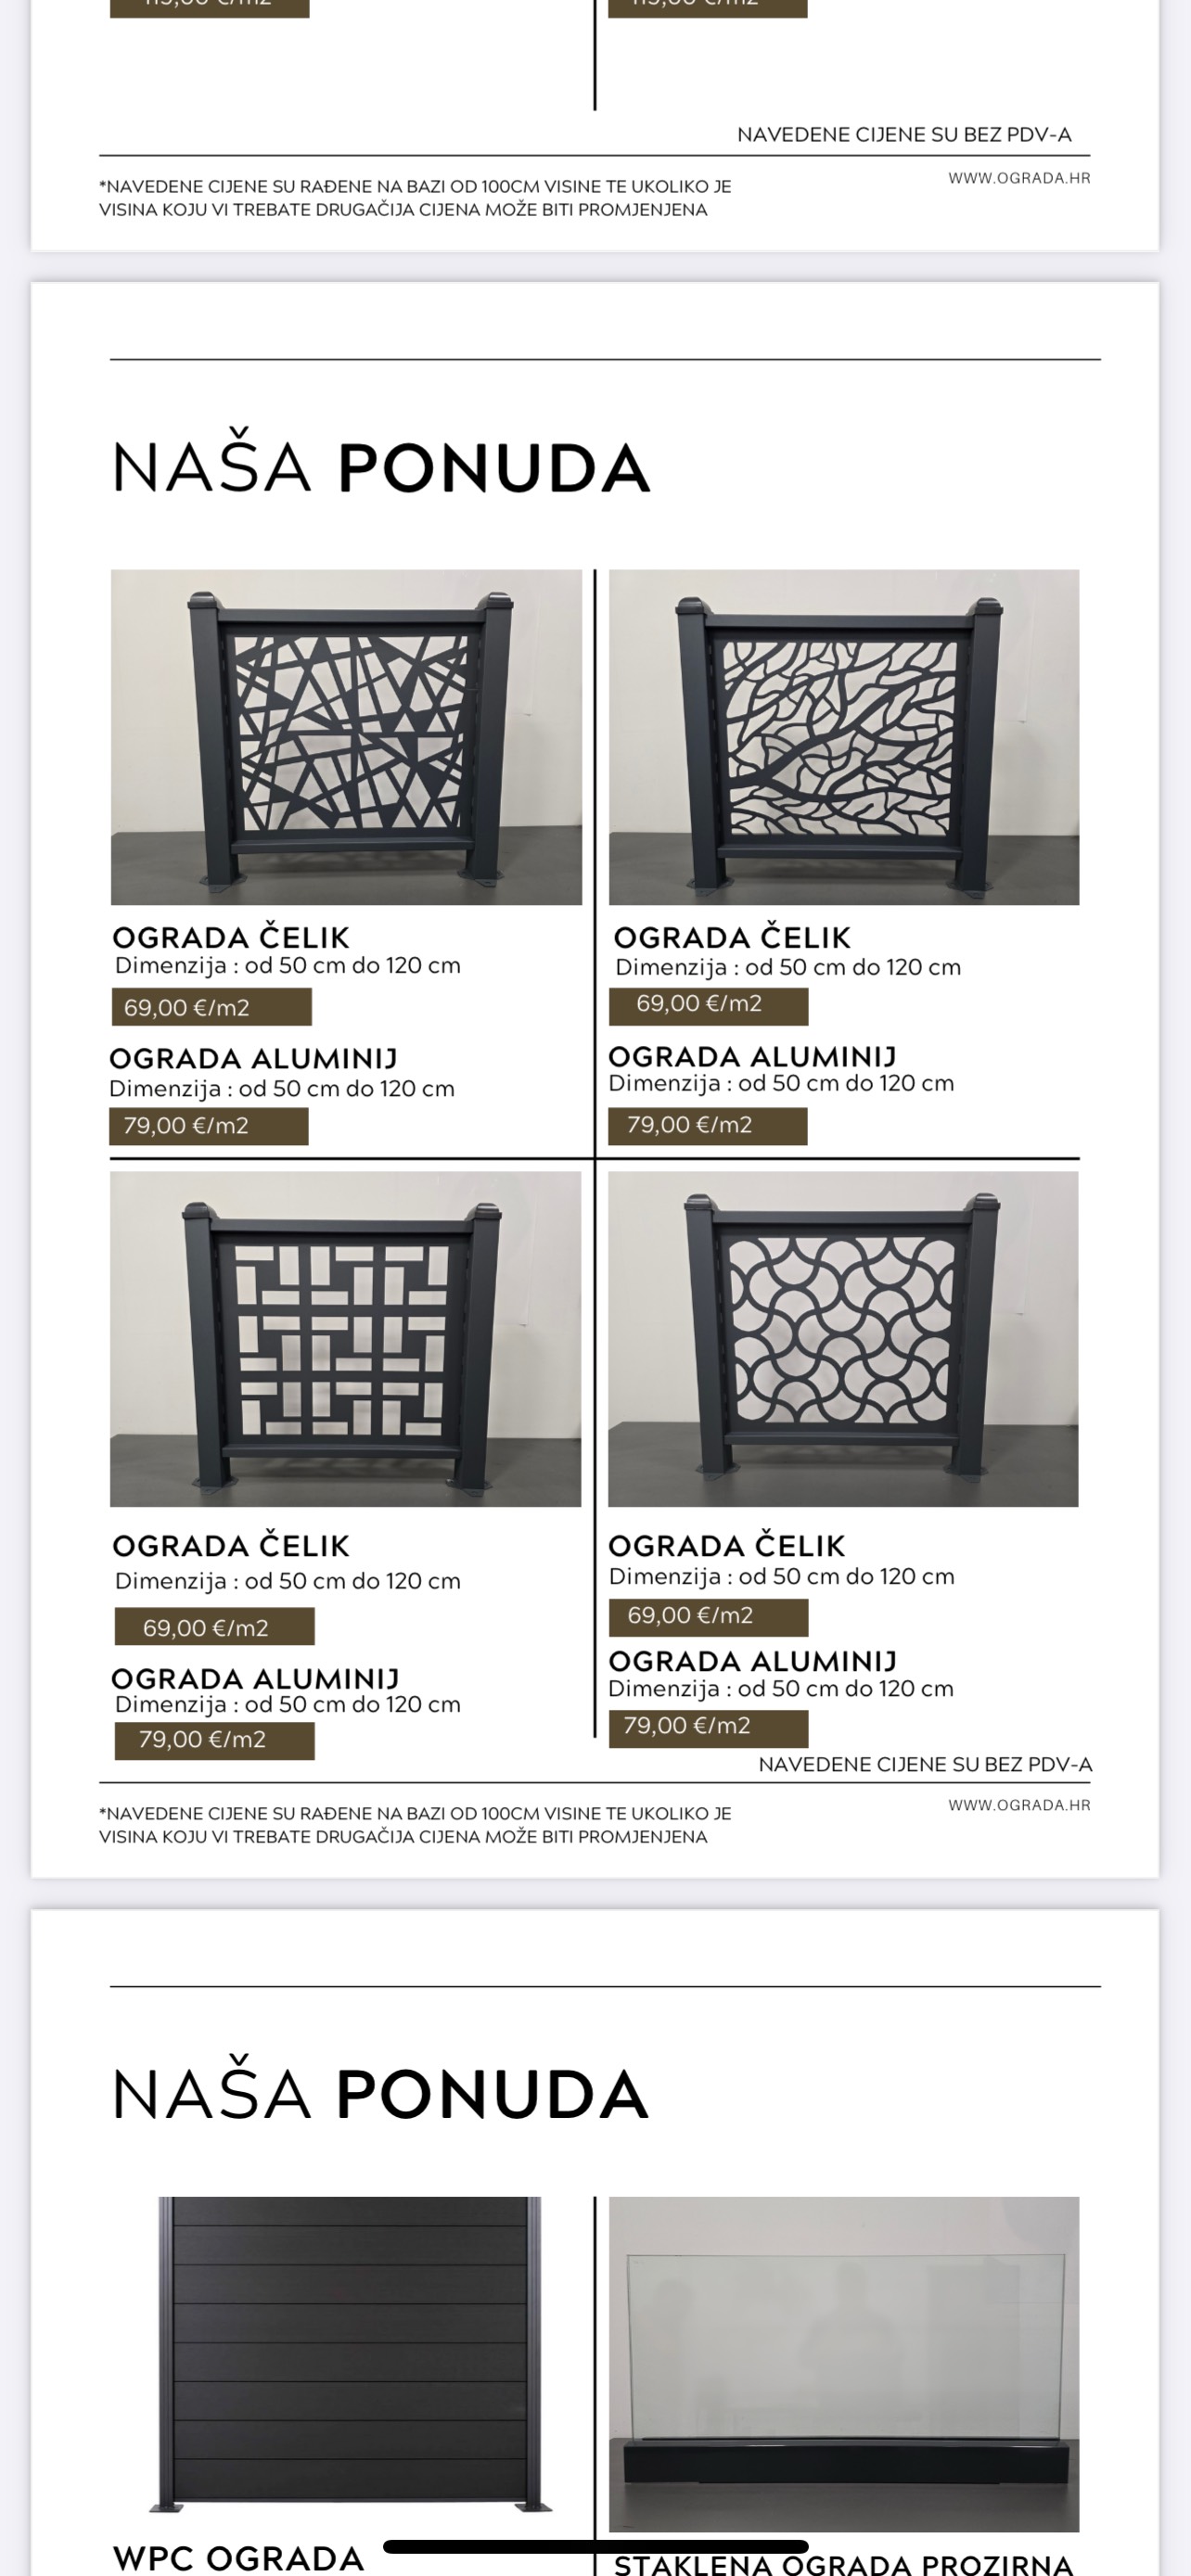 NAVEDENE CIJENE SU BEZ PDV-A
*NAVEDENE CIJENE SU RAĐENE NA BAZI OD 100CM VISINE TE UKOLIKO JE
VISINA KOJU VI TREBATE DRUGAČIJA CIJENA MOŽE BITI PROMJENJENA
WWW.OGRADA.HR
NAŠA PONUDA
OGRADA ČELIK
Dimenzija : od 50 cm do 120 cm
69,00 €/m2
OGRADA ALUMINIJ
Dimenzija : od 50 cm do 120 cm
79,00 €/m2
OGRADA ČELIK
Dimenzija : od 50 cm do 120 cm
69,00 €/m2
OGRADA ALUMINIJ
Dimenzija : od 50 cm do 120 cm
79,00 €/m2
OGRADA ČELIK
Dimenzija : od 50 cm do 120 cm
69,00 €/m2
OGRADA ALUMINIJ
Dimenzija : od 50 cm do 120 cm
79,00 €/m2
OGRADA ČELIK
Dimenzija : od 50 cm do 120 cm
69,00 €/m2
OGRADA ALUMINIJ
Dimenzija : od 50 cm do 120 cm
79,00 €/m2
NAVEDENE CIJENE SU BEZ PDV-A
*NAVEDENE CIJENE SU RAĐENE NA BAZI OD 100CM VISINE TE UKOLIKO JE
VISINA KOJU VI TREBATE DRUGAČIJA CIJENA MOŽE BITI PROMJENJENA
WWW.OGRADA.HR
NAŠA PONUDA
WPC OGRADA
STAKLENA OGRADA PROZIRNA